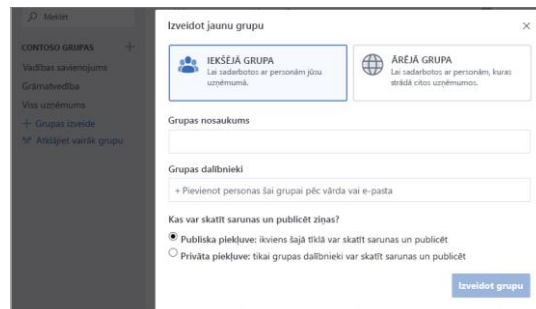 Meklēt
CONTOSO GRUPAS
Vadības savienojums
Grāmatvedība
Viss uzņēmums
+ Grupas izveide
Atklājiet vairāk grupu
Izveidot jaunu grupu
IEKŠĒJĀ GRUPA
Lai sadarbotos ar personām jūsu
uzņēmumā.
ĀRĒJĀ GRUPA
Lai sadarbotos ar personām, kuras
strādā citos uzņēmumos.
Grupas nosaukums
Grupas dalībnieki
+ Pievienot personas šai grupai pēc vārda vai e-pasta
Kas var skatīt sarunas un publicēt ziņas?
Publiska piekļuve: ikviens šajā tīklā var skatīt sarunas un publicēt
Privāta piekļuve: tikai grupas dalībnieki var skatīt sarunas un publicēt
Izveidot grupu